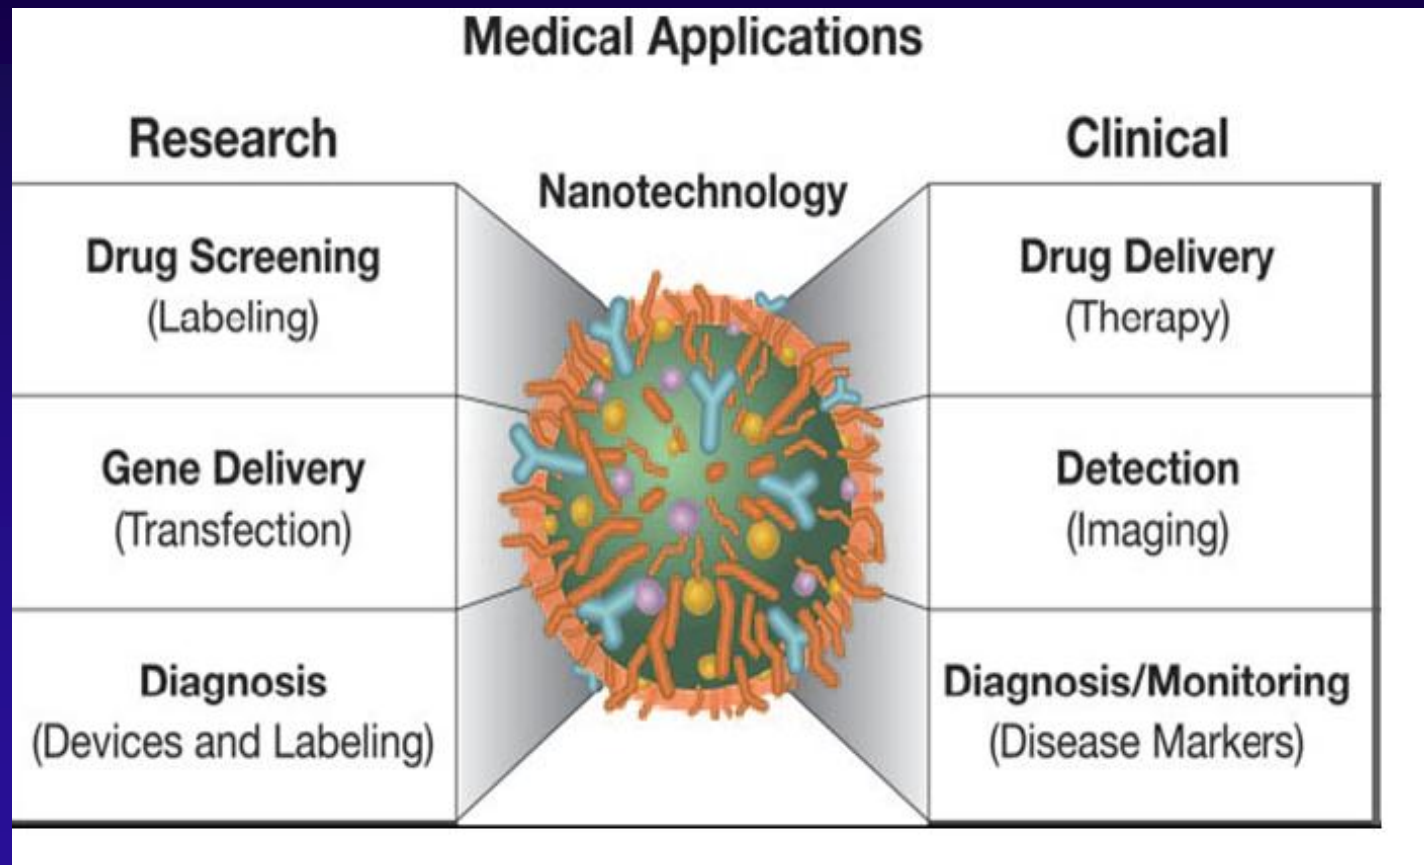 Medical Applications
Research
Clinical
Nanotechnology
Drug Screening
(Labeling)
Gene Delivery
(Transfection)
Diagnosis
(Devices and Labeling)
Drug Delivery
(Therapy)
Detection
(Imaging)
Diagnosis/Monitoring
(Disease Markers)